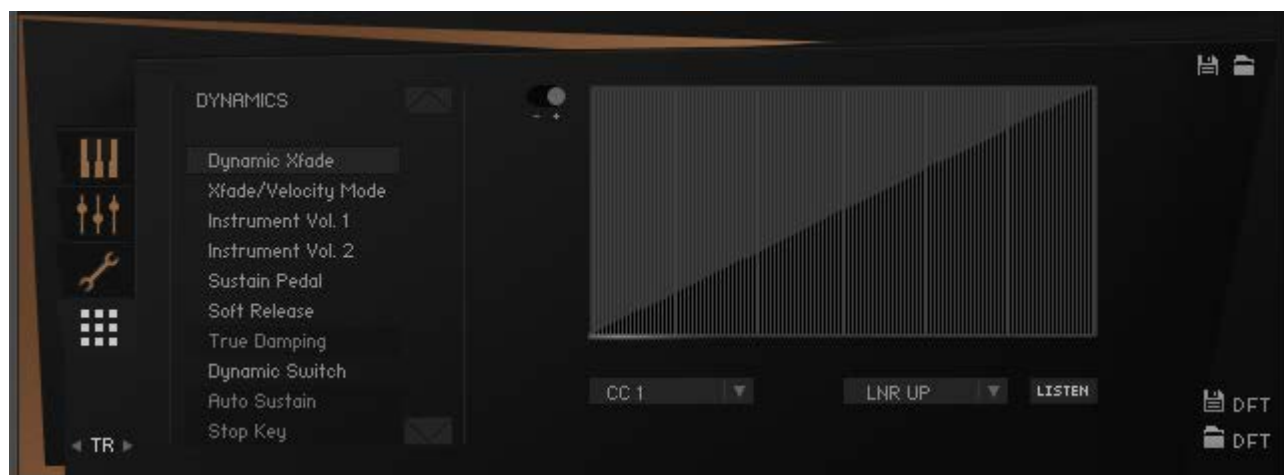 DYNAMICS
- +
Dynamic Xfade
Xfade/Velocity Mode
Instrument Vol. 1
Instrument Vol. 2
Sustain Pedal
Soft Release
True Damping
Dynamic Switch
Auto Sustain
Stop Key
CC 1
LNR UP
LISTEN
DFT
DFT
TR